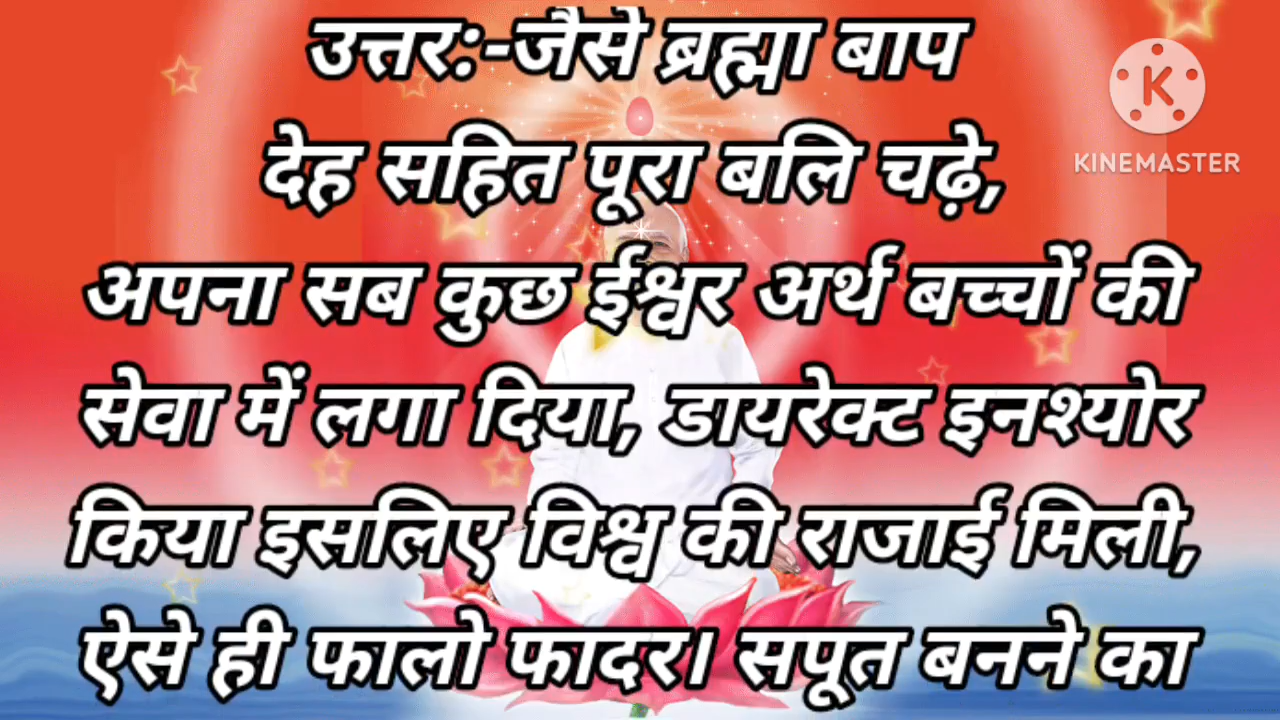 उत्तर:-जैसे ब्रह्मा बाप
देह सहित पूरा बलि चढ़े,
अपना सब कुछ ईश्वर अर्थ बच्चों की
सेवा में लगा दिया, डायरेक्ट इनश्योर
किया इसलिए विश्व की राजाई मिली,
ऐसे ही फालो फादर। सपूत बनने का
K
KINEMASTER